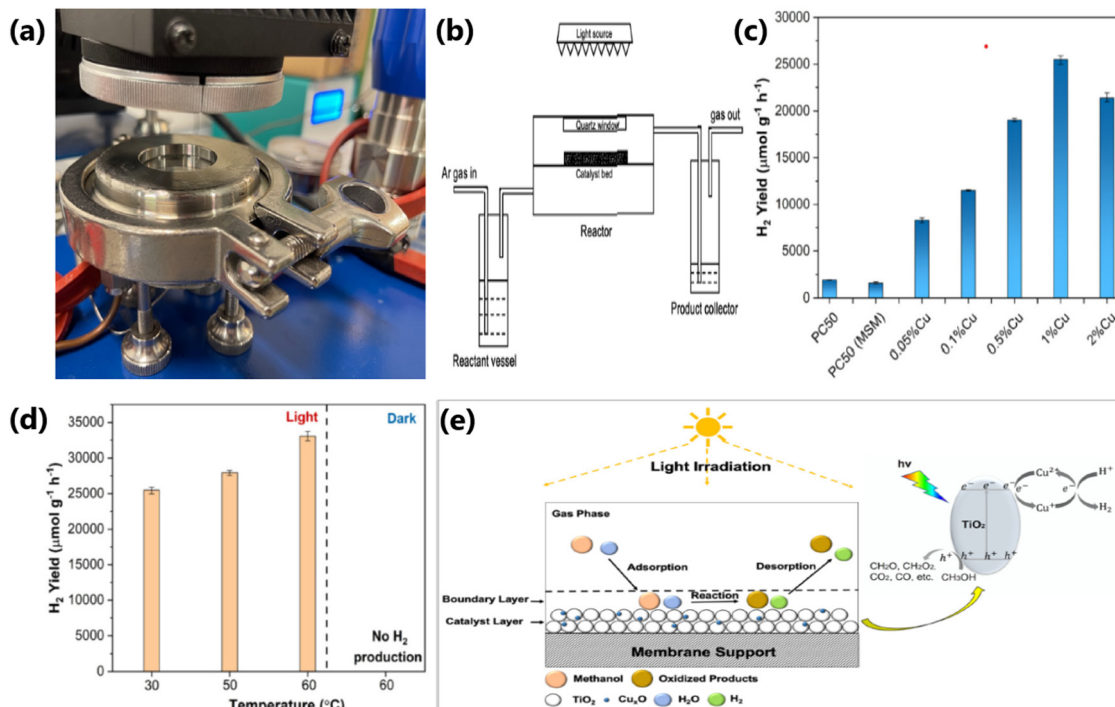 (a)
(b)
Light source
Quartz window
Catalyst bed
Reactor
Ar gas in
gas out
Reactant vessel
Product collector
(c)
H₂ Yield (μmol g⁻¹ h⁻¹)
30000
25000
20000
15000
10000
5000
0
PC50
PC50 (MSM)
0.05%Cu
0.1%Cu
0.5%Cu
1%Cu
2%Cu
(d)
H₂ Yield (μmol g⁻¹ h⁻¹)
35000
30000
25000
20000
15000
10000
5000
0
Light
Dark
No H₂
production
30
50
60
60
Temperature (°C)
(e)
Light Irradiation
Gas Phase
Adsorption
Desorption
Reaction
Boundary Layer
Catalyst Layer
Membrane Support
Methanol
Oxidized Products
TiO₂
CuₓO
H₂O
H₂
hv
e⁻ e⁻ e⁻
e⁻
Cu²⁺
H⁺
e⁻
Cu⁺
H₂
TiO₂
h⁺
h⁺ h⁺ h⁺
CH₂O, CH₂O₂,
CO₂, CO, etc.
CH₃OH